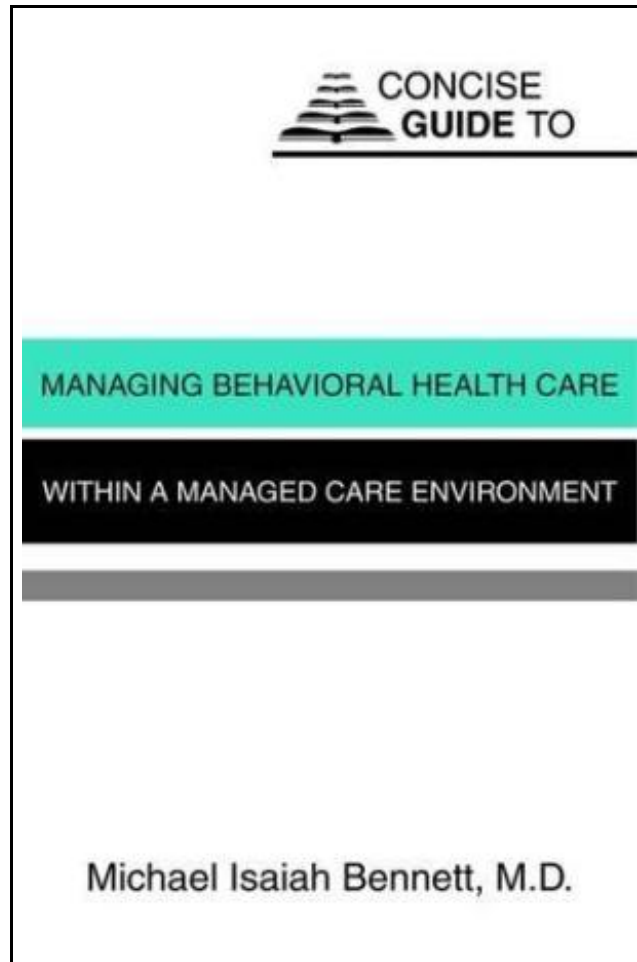 CONCISE
GUIDE TO
MANAGING BEHAVIORAL HEALTH CARE
WITHIN A MANAGED CARE ENVIRONMENT
Michael Isaiah Bennett, M.D.